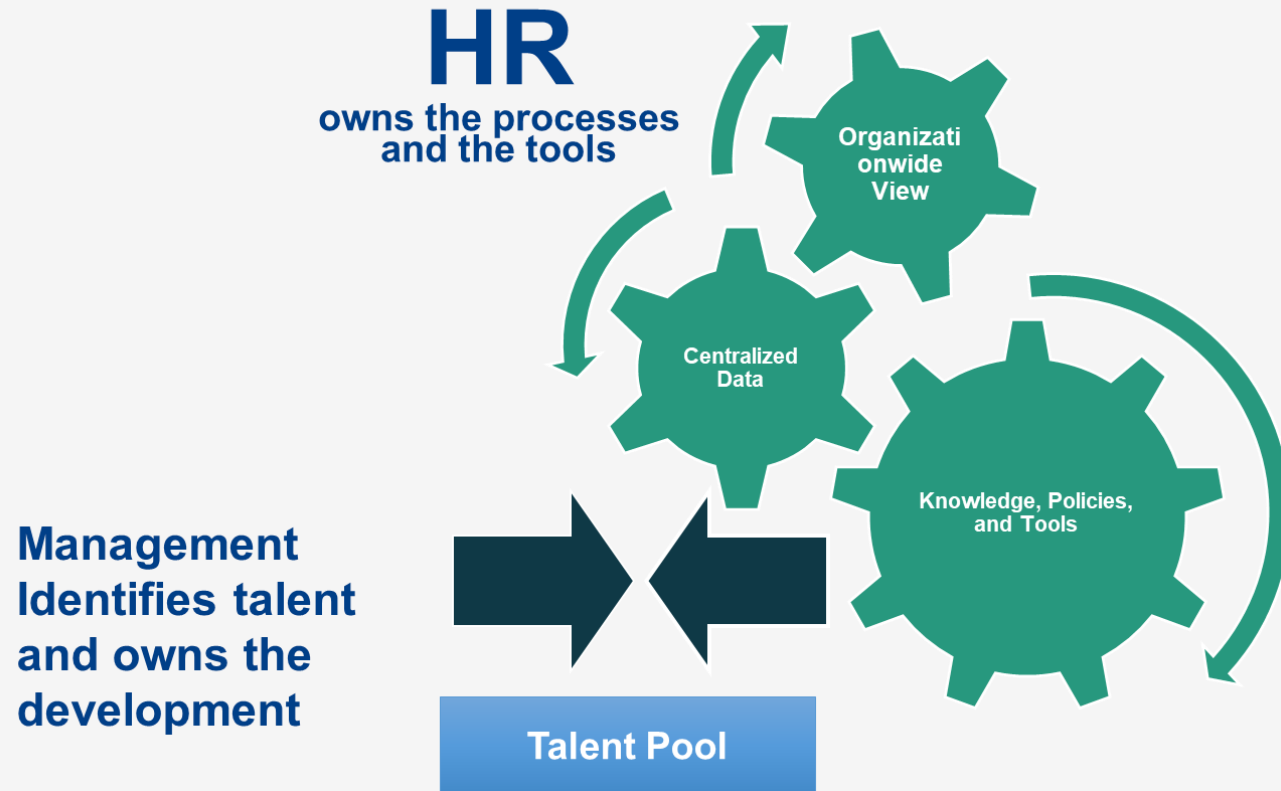 HR
owns the processes
and the tools
Organizati
onwide
View
Centralized
Data
Knowledge, Policies,
and Tools
Management
Identifies talent
and owns the
development
Talent Pool